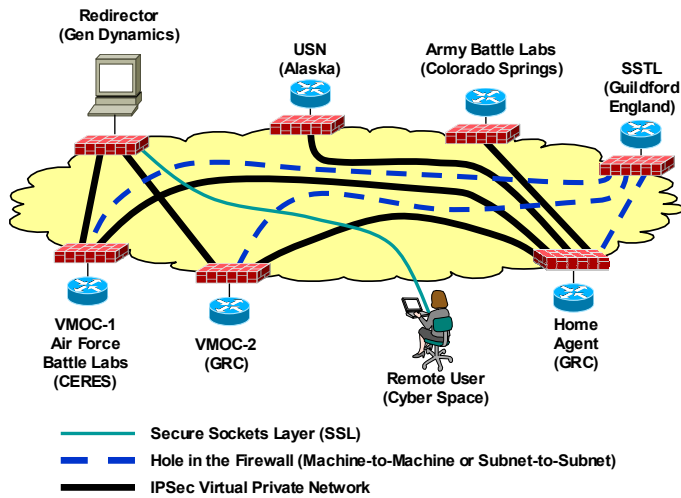 Redirector
(Gen Dynamics)
USN
(Alaska)
Army Battle Labs
(Colorado Springs)
SSTL
(Guildford
England)
VMOC-1
Air Force
Battle Labs
(CERES)
VMOC-2
(GRC)
Remote User
(Cyber Space)
Home
Agent
(GRC)
Secure Sockets Layer (SSL)
Hole in the Firewall (Machine-to-Machine or Subnet-to-Subnet)
IPSec Virtual Private Network